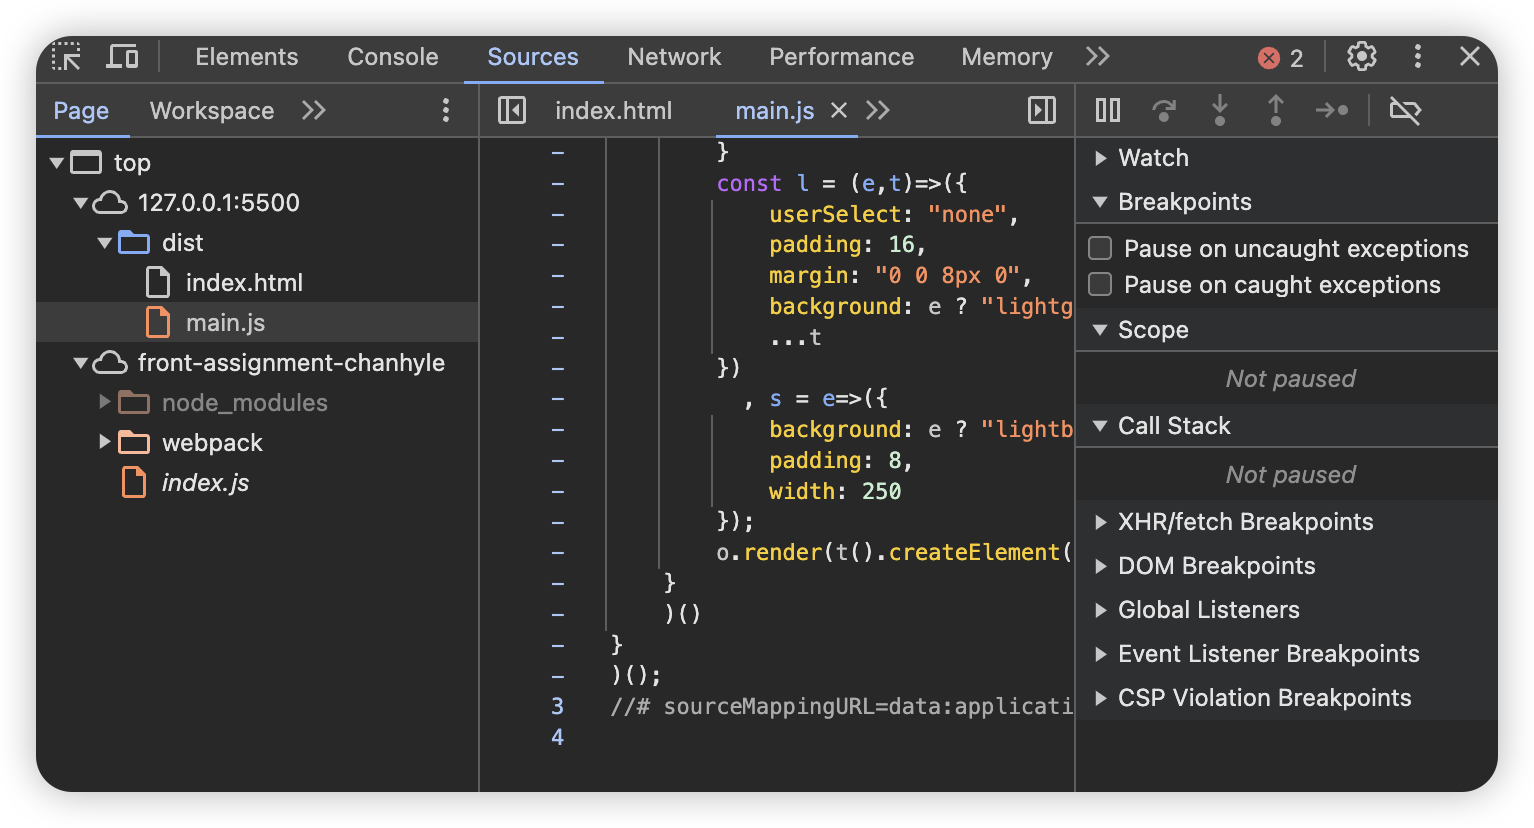 Elements Console Sources Network Performance Memory 2
Page Workspace
top
127.0.0.1:5500
dist
index.html
main.js
front-assignment-chanhyle
node_modules
webpack
index.js
index.html main.js
}
const l = (e,t)=>({
userSelect: "none",
padding: 16,
margin: "0 0 8px 0",
background: e ? "lightg
...t
})
, s = e=>({
background: e ? "lightb
padding: 8,
width: 250
});
o.render(t().createElement(
}
)()
}
)();
3 //# sourceMappingURL=data:applicati
4
Watch
Breakpoints
Pause on uncaught exceptions
Pause on caught exceptions
Scope
Not paused
Call Stack
Not paused
XHR/fetch Breakpoints
DOM Breakpoints
Global Listeners
Event Listener Breakpoints
CSP Violation Breakpoints